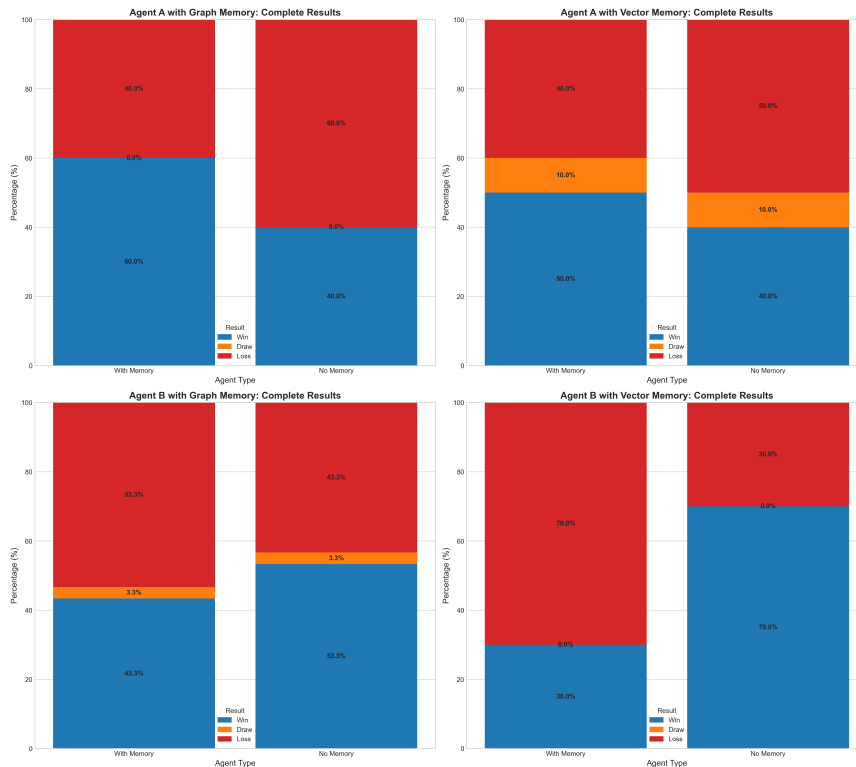 Agent A with Graph Memory: Complete Results
100
80
60
40
20
0
Percentage (%)
40.0%
0.0%
60.0%
60.0%
0.0%
40.0%
Result
Win
Draw
Loss
With Memory
No Memory
Agent Type
Agent A with Vector Memory: Complete Results
100
80
60
40
20
0
Percentage (%)
40.0%
10.0%
50.0%
50.0%
10.0%
40.0%
Result
Win
Draw
Loss
With Memory
No Memory
Agent Type
Agent B with Graph Memory: Complete Results
100
80
60
40
20
0
Percentage (%)
53.3%
3.3%
43.3%
43.3%
3.3%
53.3%
Result
Win
Draw
Loss
With Memory
No Memory
Agent Type
Agent B with Vector Memory: Complete Results
100
80
60
40
20
0
Percentage (%)
70.0%
0.0%
30.0%
30.0%
0.0%
70.0%
Result
Win
Draw
Loss
With Memory
No Memory
Agent Type